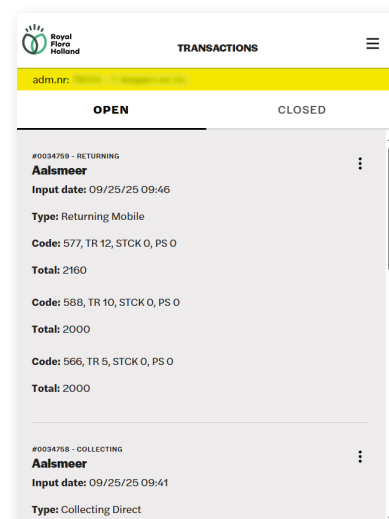 Royal
Flora
Holland
TRANSACTIONS
adm.nr:
OPEN CLOSED
#0034759 - RETURNING
Aalsmeer
Input date: 09/25/25 09:46
Type: Returning Mobile
Code: 577, TR 12, STCK 0, PS 0
Total: 2160
Code: 588, TR 10, STCK 0, PS 0
Total: 2000
Code: 566, TR 5, STCK 0, PS 0
Total: 2000
#0034758 - COLLECTING
Aalsmeer
Input date: 09/25/25 09:41
Type: Collecting Direct